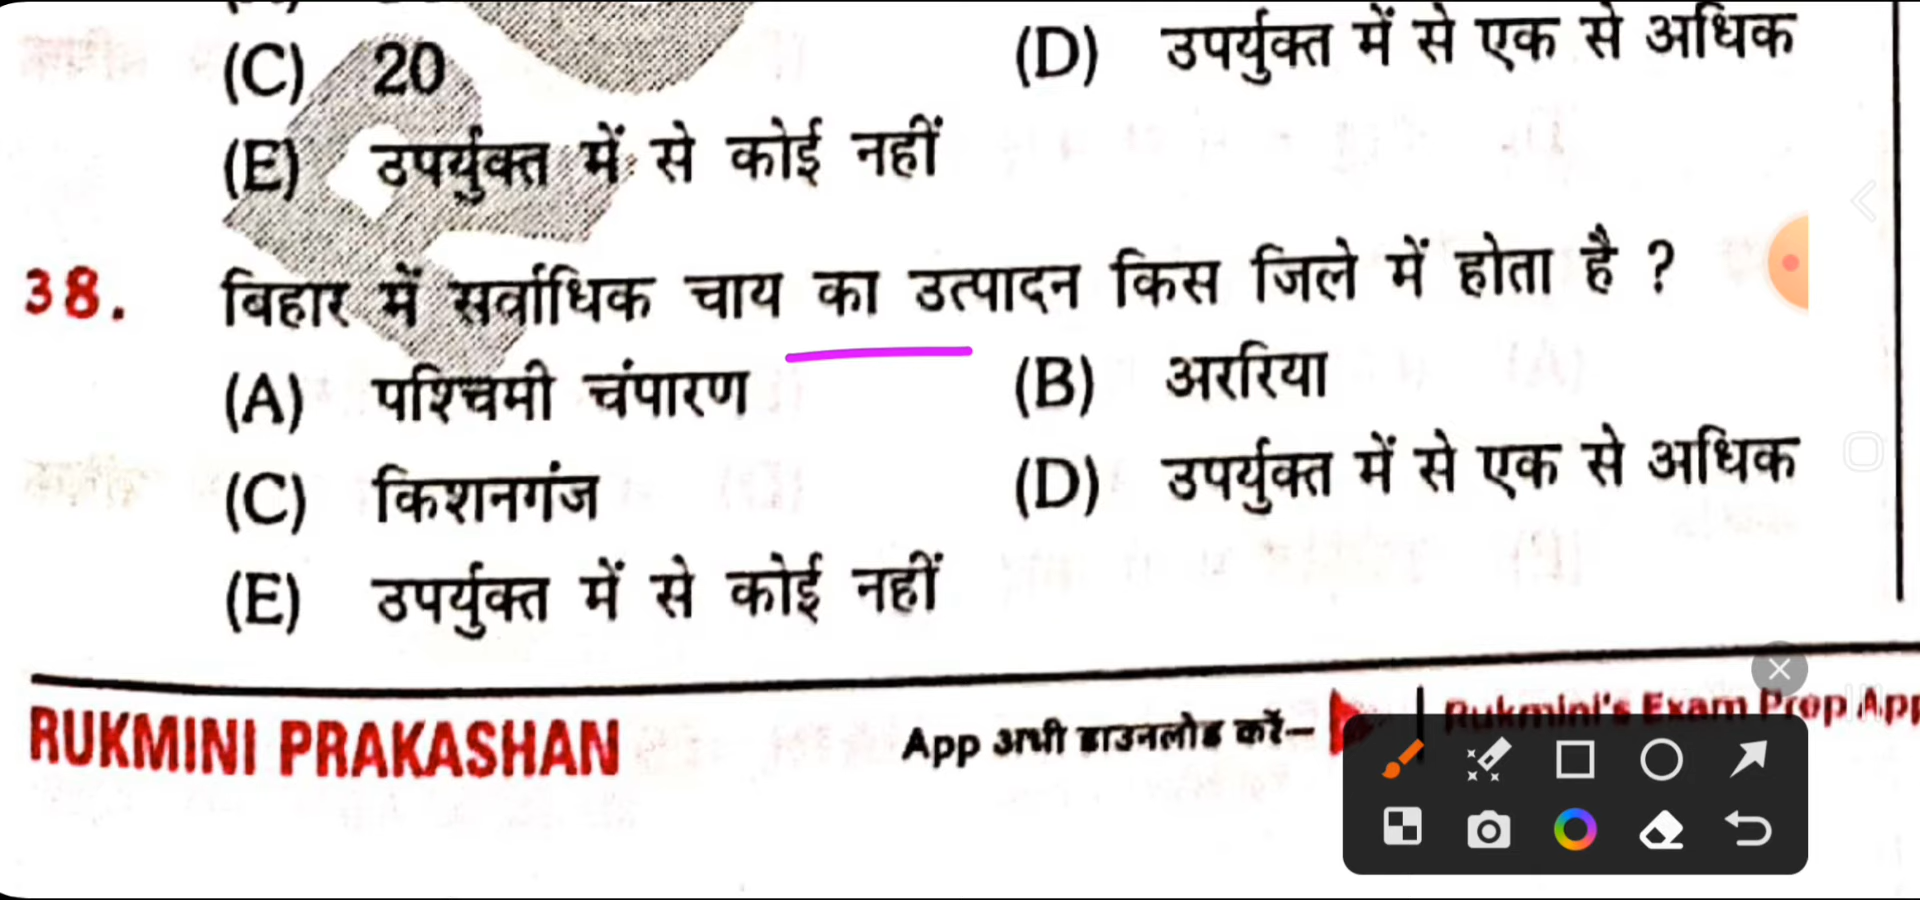 (C) 20 (D) उपर्युक्त में से एक से अधिक
(E) उपर्युक्त में से कोई नहीं
38. बिहार में सर्वाधिक चाय का उत्पादन किस जिले में होता है ?
(A) पश्चिमी चंपारण (B) अररिया
(C) किशनगंज (D) उपर्युक्त में से एक से अधिक
(E) उपर्युक्त में से कोई नहीं
RUKMINI PRAKASHAN App अभी डाउनलोड करें– Rukmini's Exam Prep App